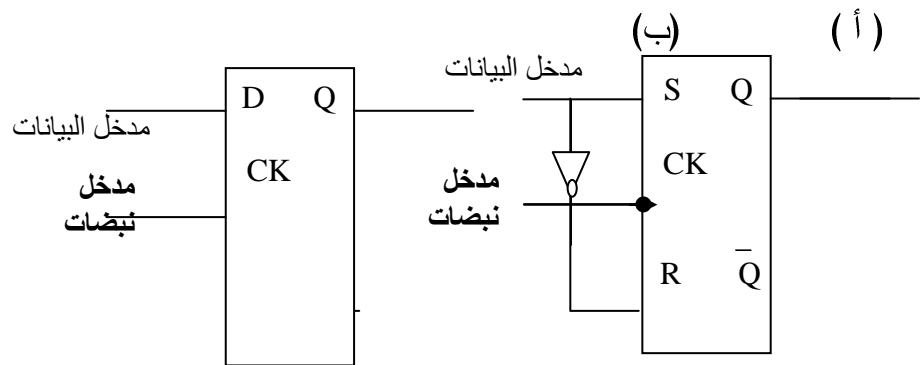 ( أ )
(ب)
مدخل البيانات
S Q
CK
مدخل
نبضات
R Q̅
D Q
مدخل البيانات
CK
مدخل
نبضات